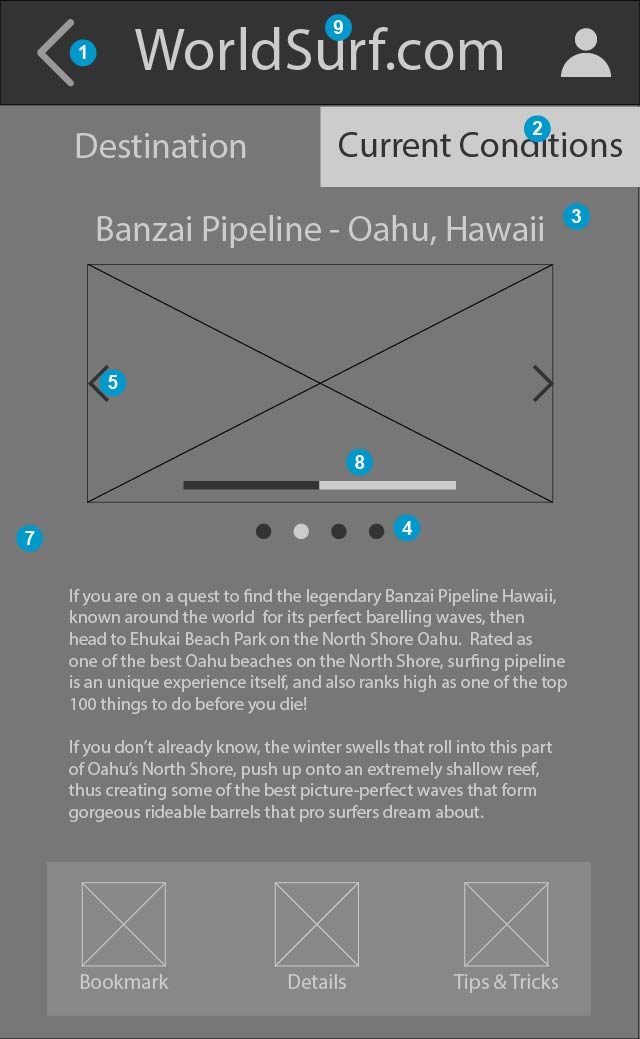 1
9
WorldSurf.com
Destination
2
Current Conditions
Banzai Pipeline - Oahu, Hawaii
3
5
8
4
7
If you are on a quest to find the legendary Banzai Pipeline Hawaii,
known around the world  for its perfect barelling waves, then
head to Ehukai Beach Park on the North Shore Oahu.  Rated as
one of the best Oahu beaches on the North Shore, surfing pipeline
is an unique experience itself, and also ranks high as one of the top
100 things to do before you die!
If you don’t already know, the winter swells that roll into this part
of Oahu’s North Shore, push up onto an extremely shallow reef,
thus creating some of the best picture-perfect waves that form
gorgeous rideable barrels that pro surfers dream about.
Bookmark
Details
Tips & Tricks